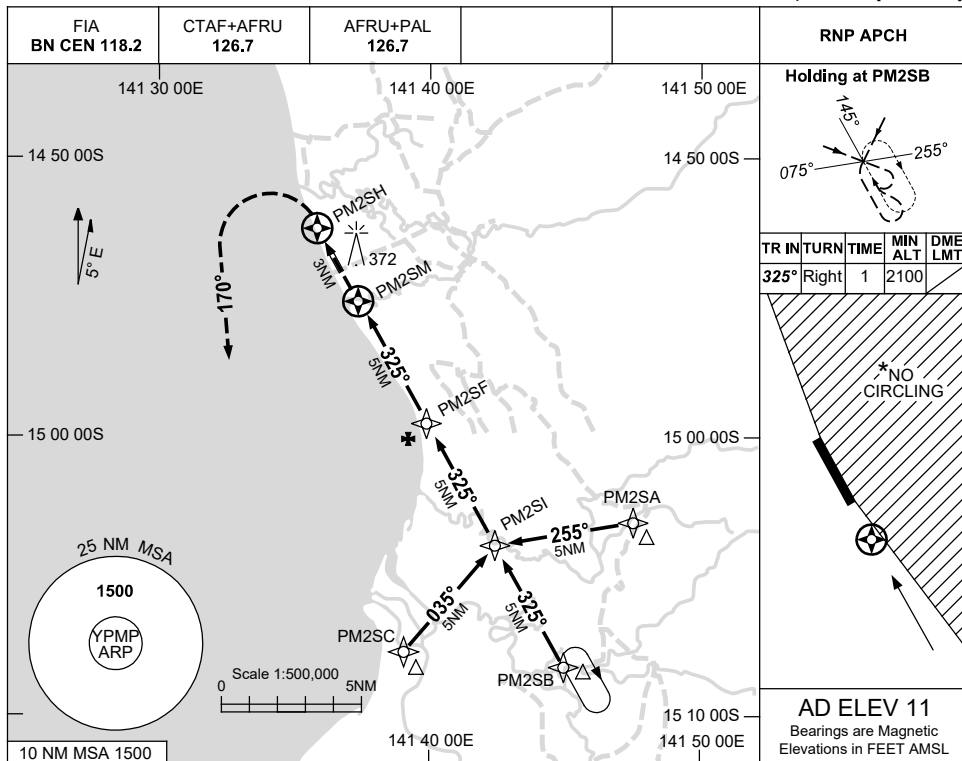 FIA
BN CEN 118.2
CTAF+AFRU
126.7
AFRU+PAL
126.7
RNP APCH
141 30 00E
141 40 00E
141 50 00E
14 50 00S
14 50 00S
5° E
PM2SH
3NM
372
PM2SM
170°
325°
5NM
PM2SF
15 00 00S
15 00 00S
325°
5NM
PM2SI
PM2SA
255°
5NM
035°
5NM
325°
5NM
PM2SC
PM2SB
25 NM MSA
1500
YPMP
ARP
Scale 1:500,000
0
5NM
15 10 00S
10 NM MSA 1500
141 40 00E
141 50 00E
Holding at PM2SB
145°
075°
255°
TR IN TURN TIME MIN ALT DME LMT
325° Right 1 2100
*NO
CIRCLING
AD ELEV 11
Bearings are Magnetic
Elevations in FEET AMSL